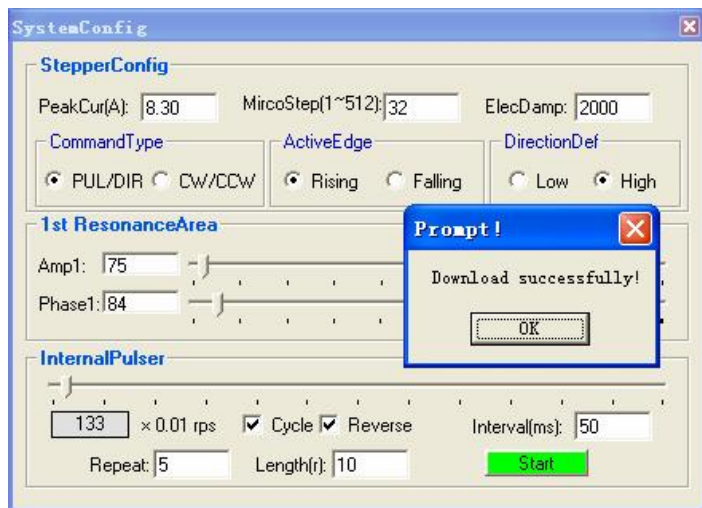 SystemConfig
StepperConfig
PeakCur(A): 8.30 MircoStep(1~512): 32 ElecDamp: 2000
CommandType ActiveEdge DirectionDef
PUL/DIR CW/CCW Rising Falling Low High
1st ResonanceArea
Prompt!
Amp1: 75
Download successfully!
Phase1: 84
OK
InternalPulser
133 × 0.01 rps Cycle Reverse Interval(ms): 50
Repeat: 5 Length(r): 10 Start